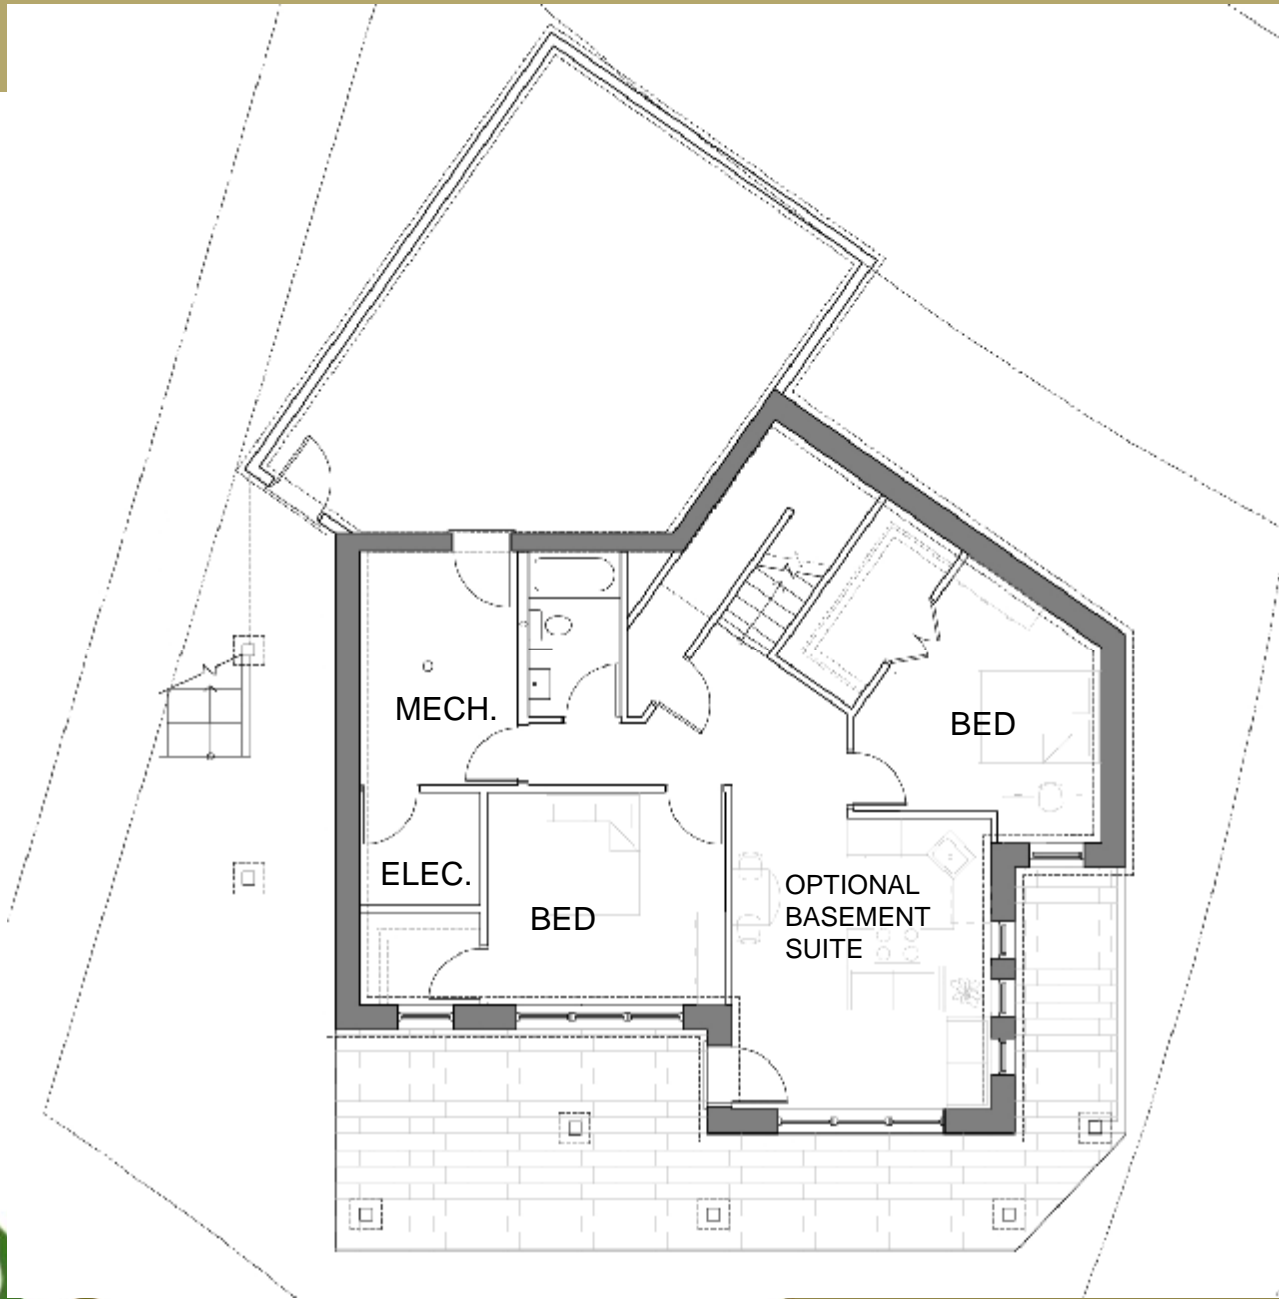 MECH.
BED
ELEC.
BED
OPTIONAL
BASEMENT
SUITE